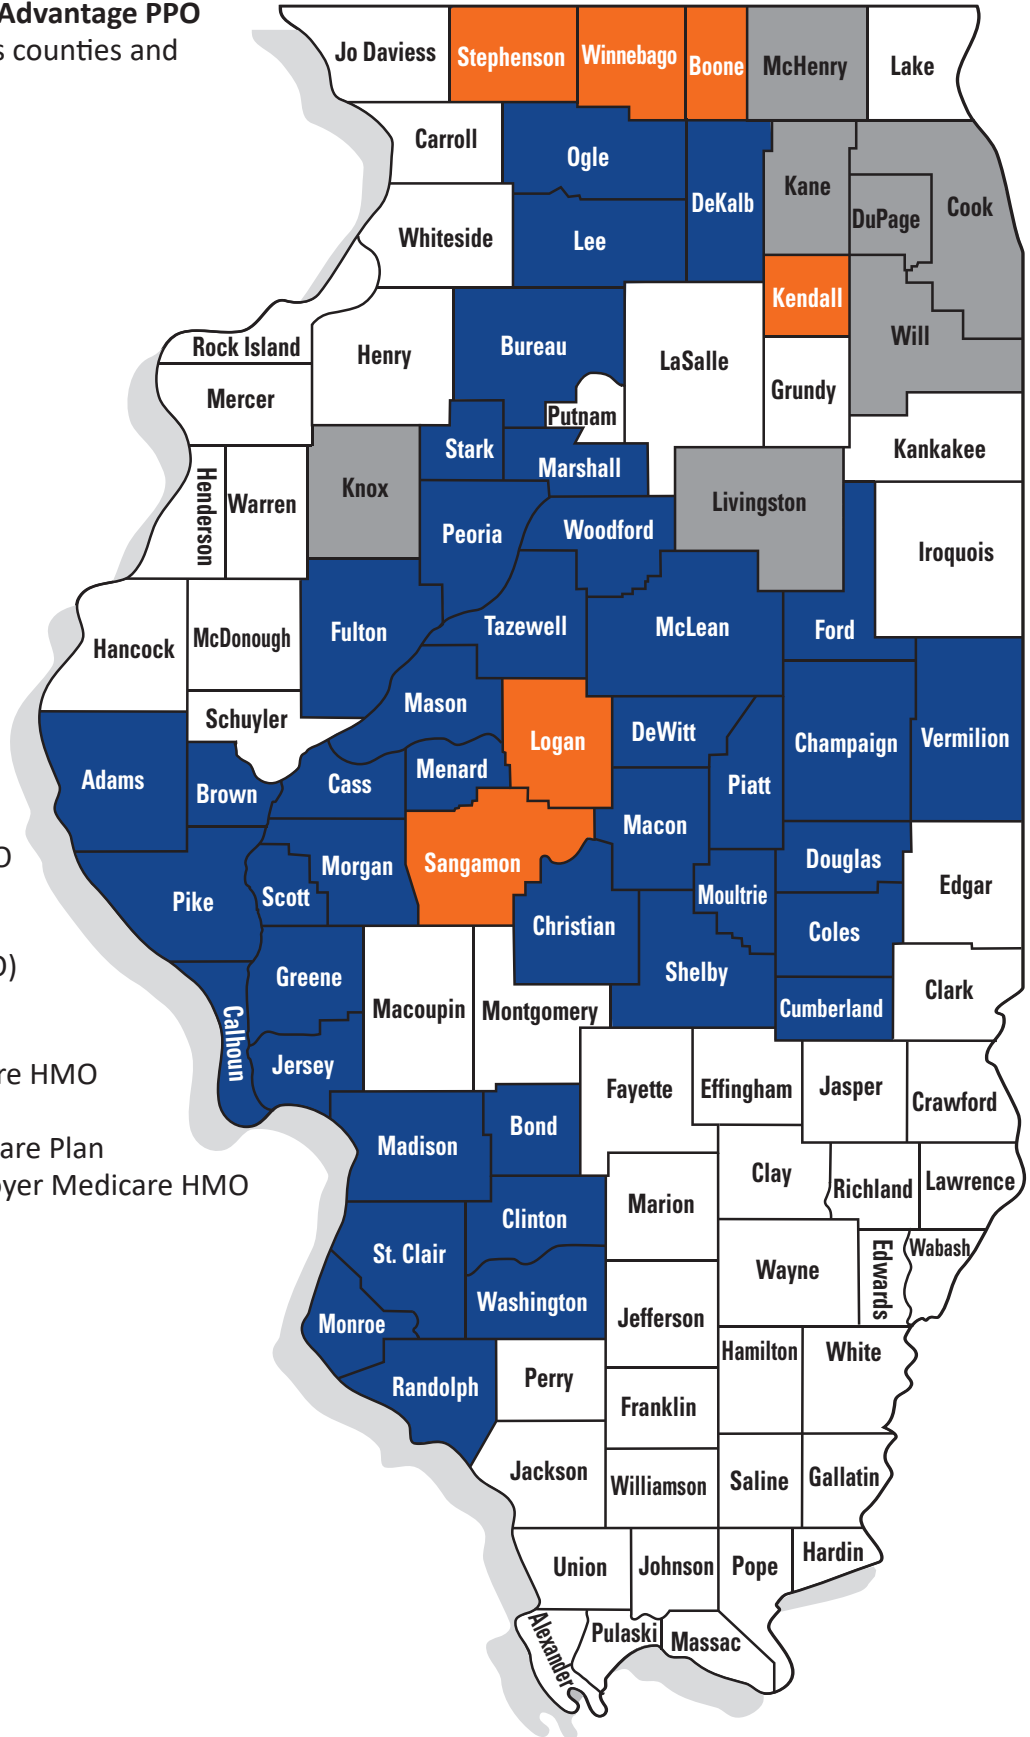 Advantage PPO
s counties and
Jo Daviess
Stephenson
Winnebago
Boone
McHenry
Lake
Carroll
Ogle
DeKalb
Kane
DuPage
Cook
Whiteside
Lee
Kendall
Will
Rock Island
Henry
Bureau
LaSalle
Grundy
Mercer
Putnam
Kankakee
Henderson
Warren
Knox
Stark
Marshall
Livingston
Peoria
Woodford
Iroquois
Hancock
McDonough
Fulton
Tazewell
McLean
Ford
Schuyler
Mason
Logan
DeWitt
Champaign
Vermilion
Adams
Brown
Cass
Menard
Piatt
Macon
O
Pike
Scott
Morgan
Sangamon
Moultrie
Douglas
Edgar
Christian
Coles
O)
Greene
Shelby
Calhoun
Macoupin
Montgomery
Cumberland
Clark
Jersey
re HMO
Fayette
Effingham
Jasper
Crawford
Madison
Bond
are Plan
oyer Medicare HMO
Clay
Richland
Lawrence
Marion
Clinton
St. Clair
Wayne
Edwards
Wabash
Washington
Monroe
Jefferson
Hamilton
White
Randolph
Perry
Franklin
Jackson
Williamson
Saline
Gallatin
Union
Johnson
Pope
Hardin
Alexander
Pulaski
Massac